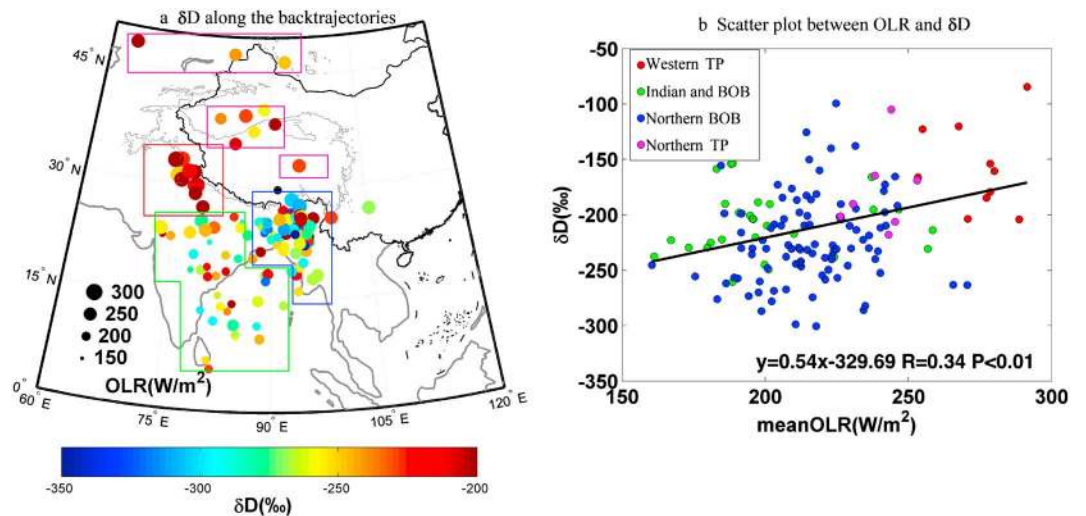 a δD along the backtrajectories
45°N
30°N
15°N
0°N
60°E
75°E
90°E
105°E
120°E
300
250
200
150
OLR(W/m²)
-350
-300
-250
-200
δD(‰)
b Scatter plot between OLR and δD
-50
-100
-150
-200
-250
-300
-350
δD(‰)
Western TP
Indian and BOB
Northern BOB
Northern TP
y=0.54x-329.69 R=0.34 P<0.01
150
200
250
300
meanOLR(W/m²)